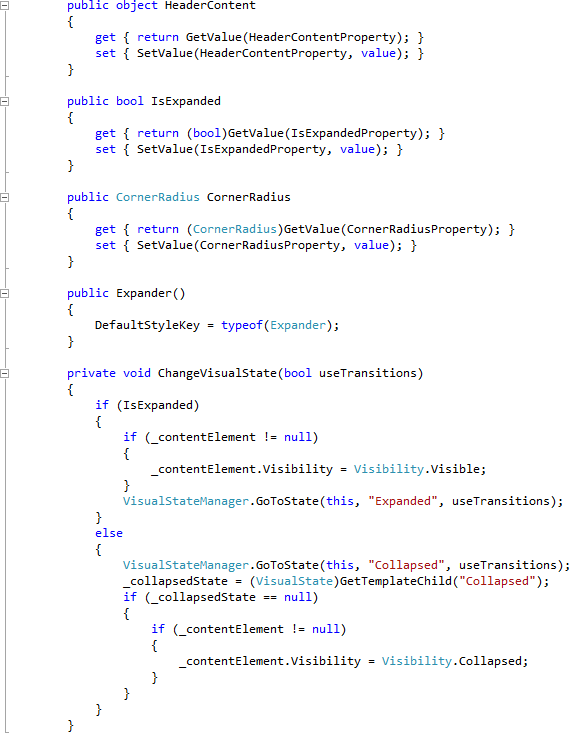 public object HeaderContent
{
    get { return GetValue(HeaderContentProperty); }
    set { SetValue(HeaderContentProperty, value); }
}

public bool IsExpanded
{
    get { return (bool)GetValue(IsExpandedProperty); }
    set { SetValue(IsExpandedProperty, value); }
}

public CornerRadius CornerRadius
{
    get { return (CornerRadius)GetValue(CornerRadiusProperty); }
    set { SetValue(CornerRadiusProperty, value); }
}

public Expander()
{
    DefaultStyleKey = typeof(Expander);
}

private void ChangeVisualState(bool useTransitions)
{
    if (IsExpanded)
    {
        if (_contentElement != null)
        {
            _contentElement.Visibility = Visibility.Visible;
        }
        VisualStateManager.GoToState(this, "Expanded", useTransitions);
    }
    else
    {
        VisualStateManager.GoToState(this, "Collapsed", useTransitions);
        _collapsedState = (VisualState)GetTemplateChild("Collapsed");
        if (_collapsedState == null)
        {
            if (_contentElement != null)
            {
                _contentElement.Visibility = Visibility.Collapsed;
            }
        }
    }
}